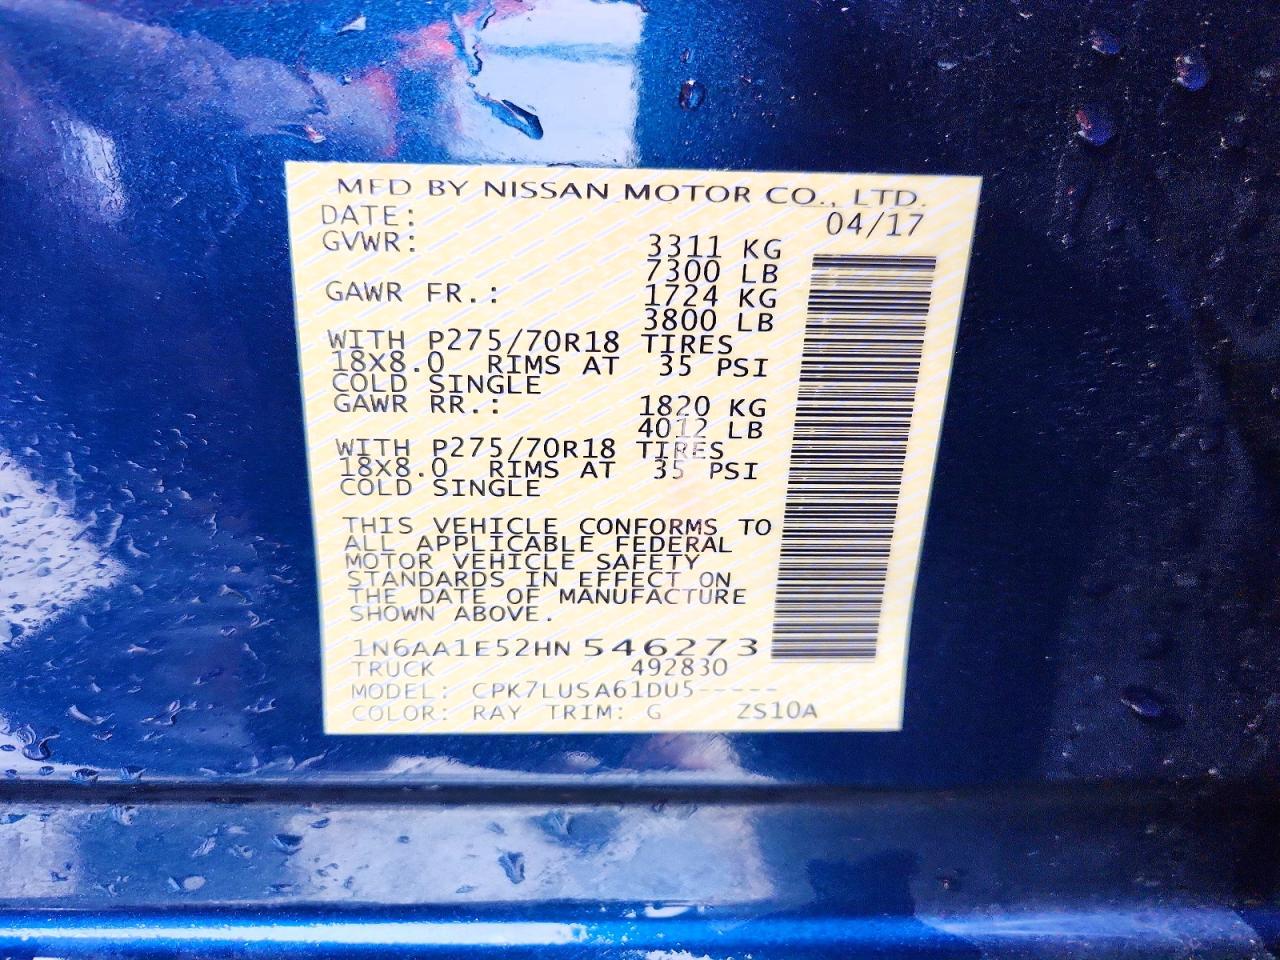 MFD BY NISSAN MOTOR CO., LTD.
DATE: 04/17
GVWR: 3311 KG
7300 LB
GAWR FR.: 1724 KG
3800 LB
WITH P275/70R18 TIRES
18X8.0 RIMS AT 35 PSI
COLD SINGLE
GAWR RR.: 1820 KG
4012 LB
WITH P275/70R18 TIRES
18X8.0 RIMS AT 35 PSI
COLD SINGLE
THIS VEHICLE CONFORMS TO
ALL APPLICABLE FEDERAL
MOTOR VEHICLE SAFETY
STANDARDS IN EFFECT ON
THE DATE OF MANUFACTURE
SHOWN ABOVE.
1N6AA1E52HN546273
TRUCK 492830
MODEL: CPK7LUSA61DU5-----
COLOR: RAY TRIM: G ZS10A